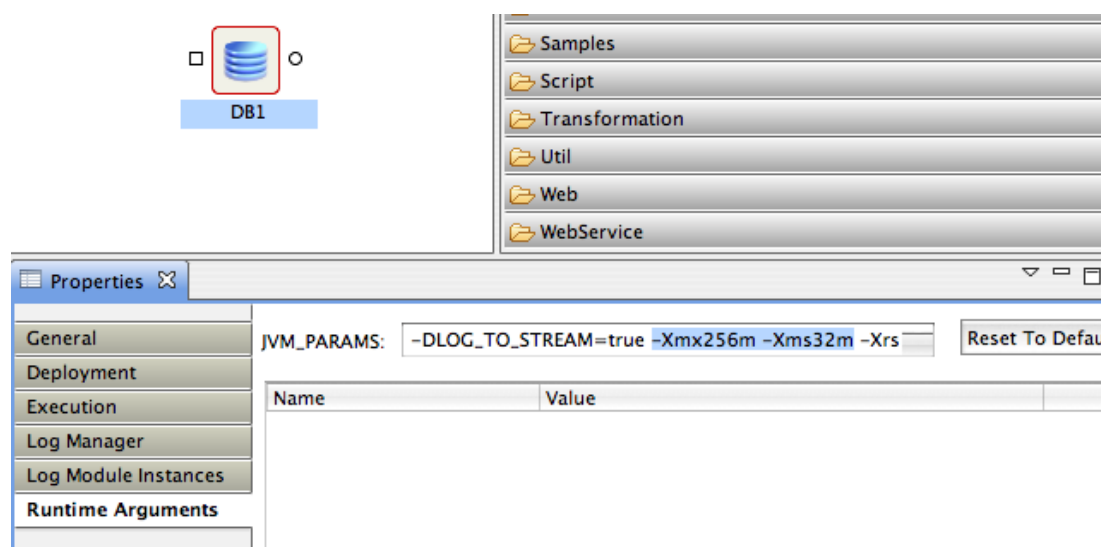 DB1
Samples
Script
Transformation
Util
Web
WebService
Properties
General
Deployment
Execution
Log Manager
Log Module Instances
Runtime Arguments
JVM_PARAMS: -DLOG_TO_STREAM=true -Xmx256m -Xms32m -Xrs
Reset To Defau
Name Value